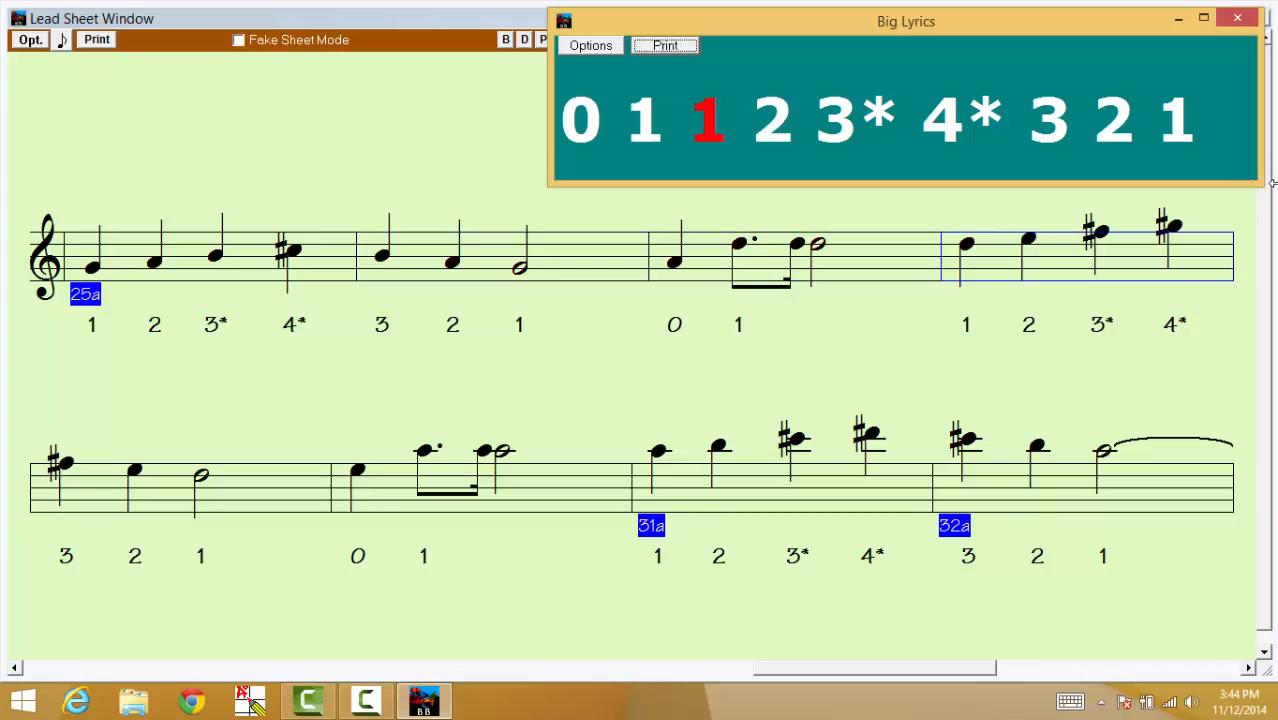 Lead Sheet Window
Big Lyrics
Opt. Print Fake Sheet Mode B D P
Options Print
0 1 1 2 3* 4* 3 2 1
25a
1 2 3* 4* 3 2 1 0 1 1 2 3* 4*
31a 32a
3 2 1 0 1 1 2 3* 4* 3 2 1
BB
3:44 PM
11/12/2014